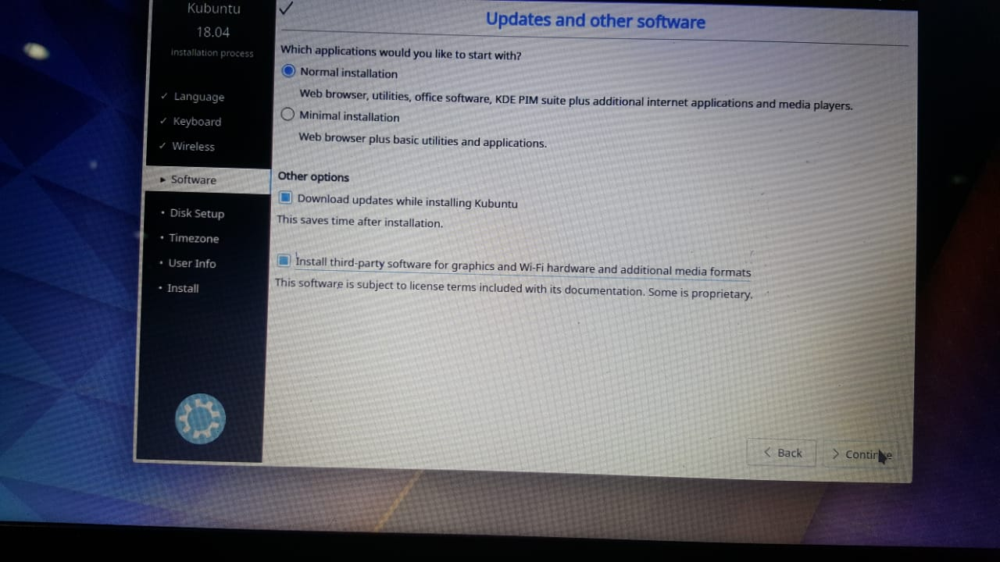 Kubuntu
18.04
installation process
✓ Language
✓ Keyboard
✓ Wireless
▸ Software
• Disk Setup
• Timezone
• User Info
• Install
Updates and other software
Which applications would you like to start with?
Normal installation
Web browser, utilities, office software, KDE PIM suite plus additional internet applications and media players.
Minimal installation
Web browser plus basic utilities and applications.
Other options
Download updates while installing Kubuntu
This saves time after installation.
Install third-party software for graphics and Wi-Fi hardware and additional media formats
This software is subject to license terms included with its documentation. Some is proprietary.
< Back
> Continue